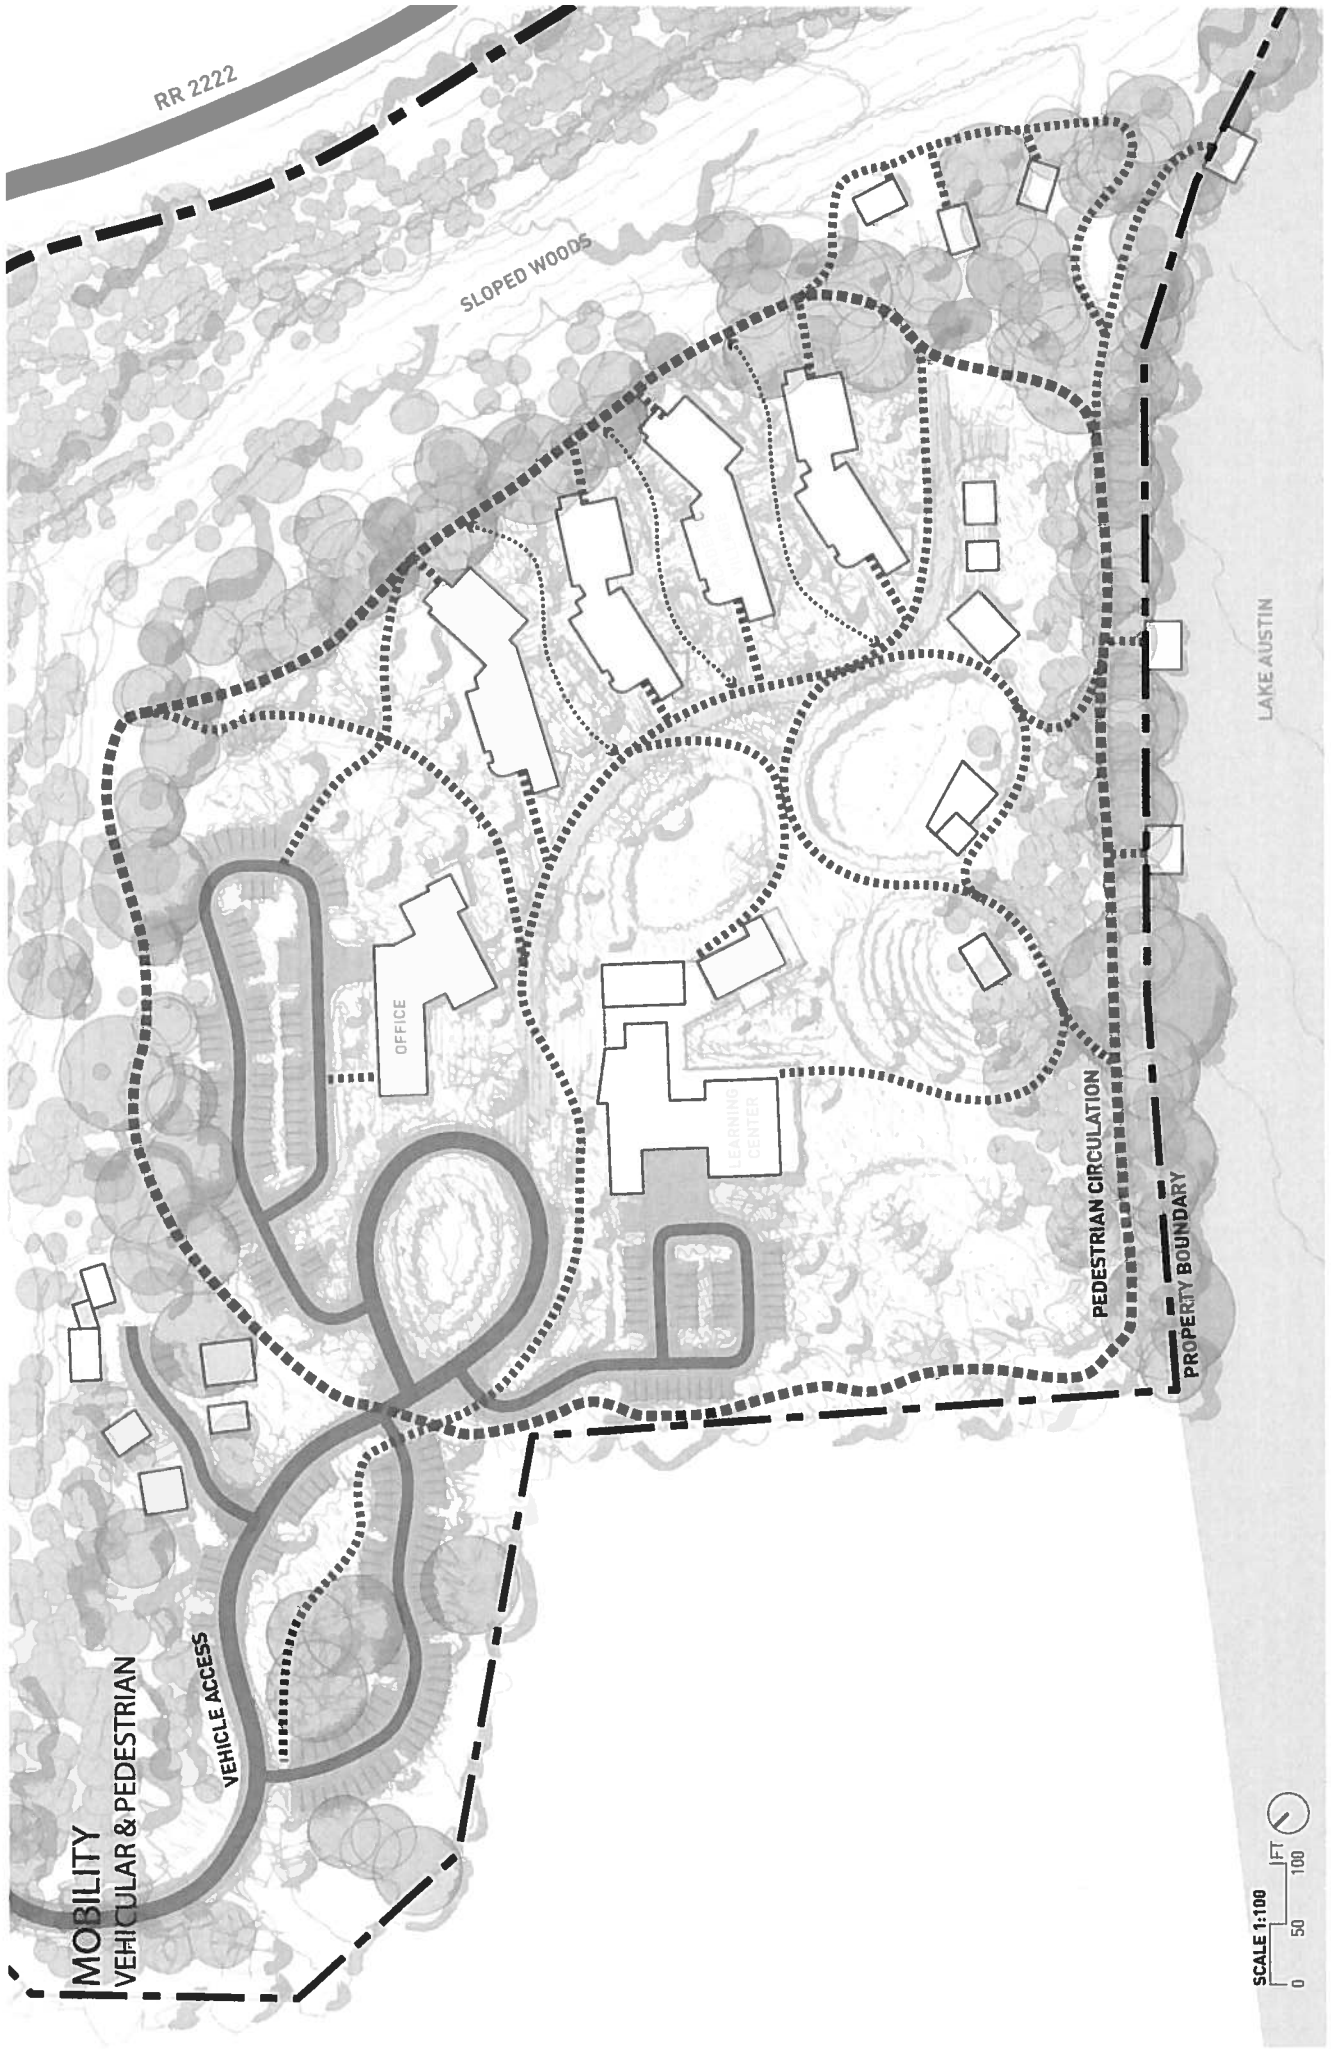 MOBILITY
VEHICULAR & PEDESTRIAN
RR 2222
SLOPED WOODS
VEHICLE ACCESS
OFFICE
LEARNING
CENTER
PEDESTRIAN CIRCULATION
PROPERTY BOUNDARY
LAKE AUSTIN
SCALE 1:100
0 50 100 FT